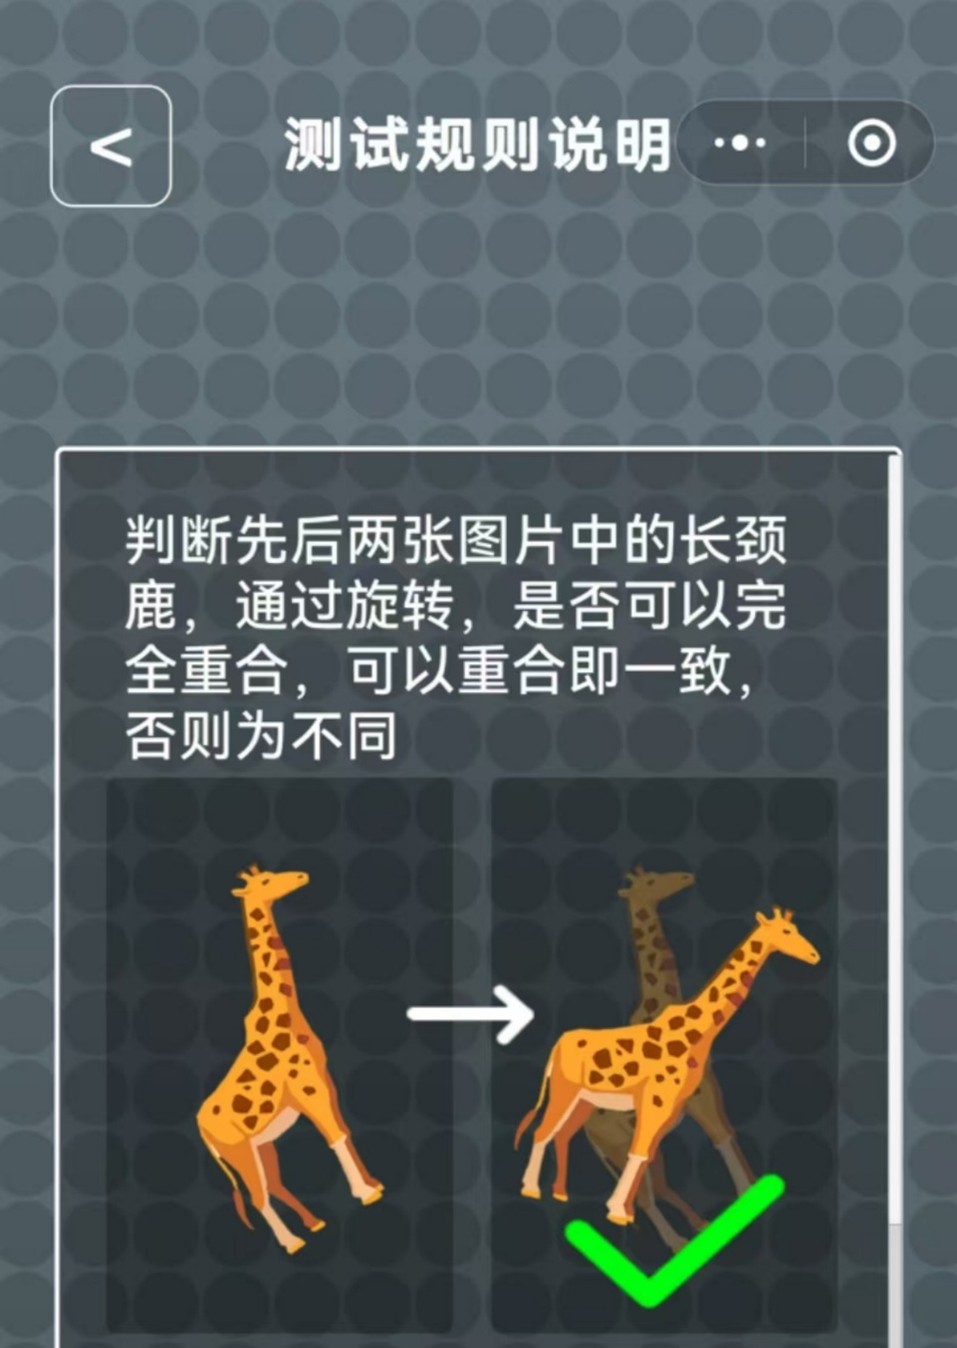 <测试规则说明
判断先后两张图片中的长颈
鹿，通过旋转，是否可以完
全重合，可以重合即一致，
否则为不同